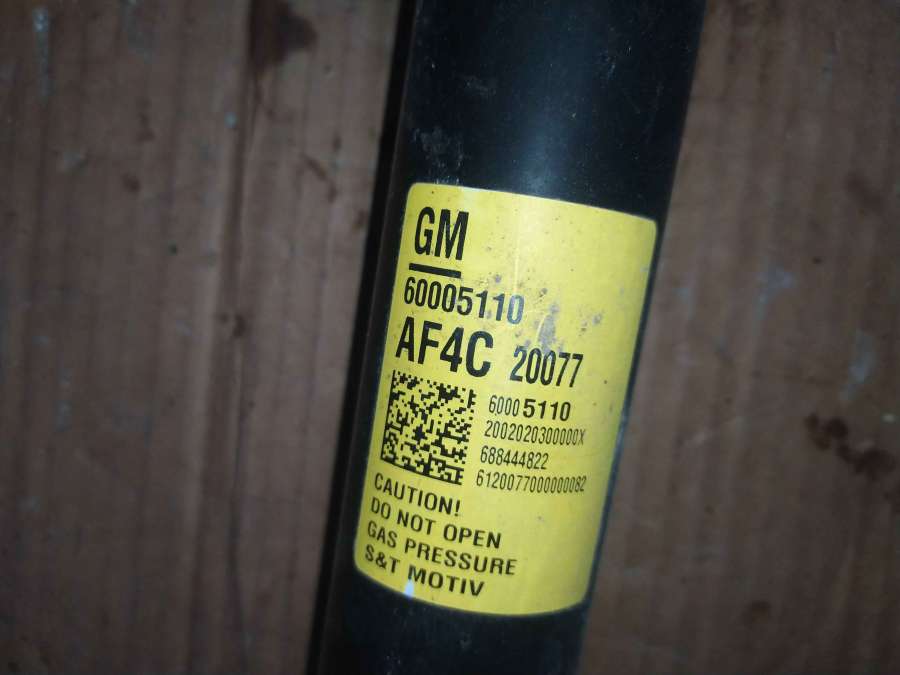 GM
60005110
AF4C 20077
60005110
2002020300000X
688444822
6120077000000082
CAUTION!
DO NOT OPEN
GAS PRESSURE
S&T MOTIV